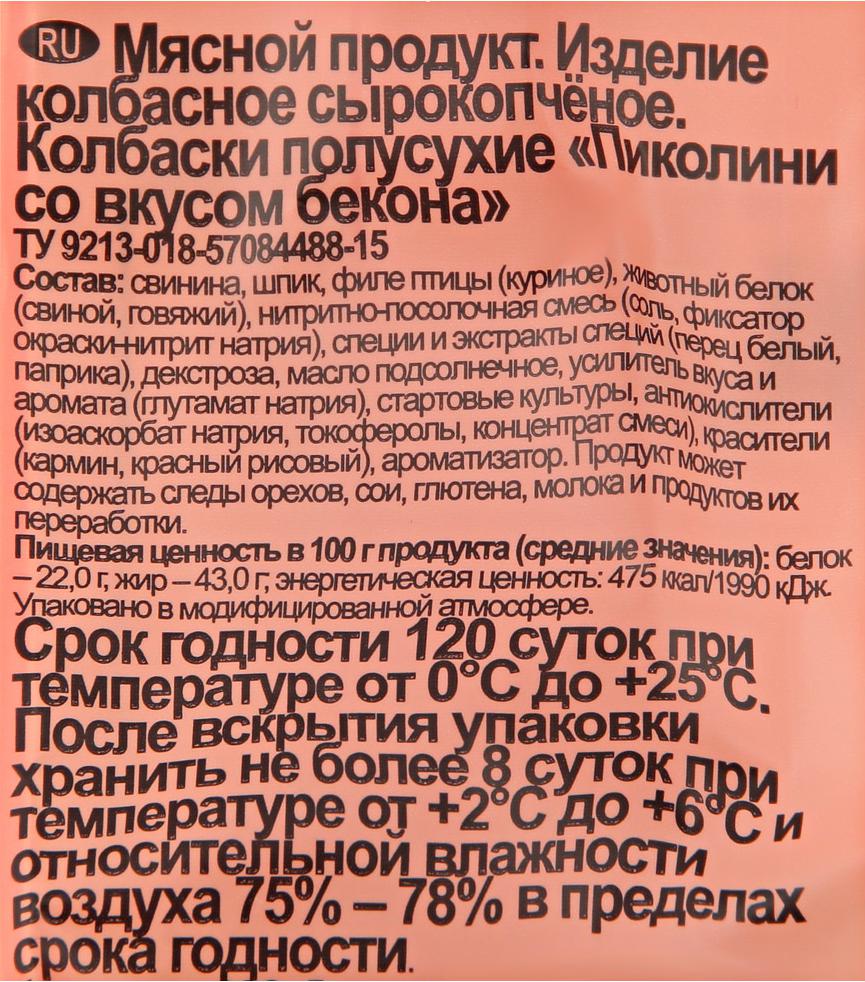 RU Мясной продукт. Изделие
колбасное сырокопчёное.
Колбаски полусухие «Пиколини
со вкусом бекона»
ТУ 9213-018-57084488-15
Состав: свинина, шпик, филе птицы (куриное), животный белок
(свиной, говяжий), нитритно-посолочная смесь (соль, фиксатор
окраски-нитрит натрия), специи и экстракты специй (перец белый,
паприка), декстроза, масло подсолнечное, усилитель вкуса и
аромата (глутамат натрия), стартовые культуры, антиокислители
(изоаскорбат натрия, токоферолы, концентрат смеси), красители
(кармин, красный рисовый), ароматизатор. Продукт может
содержать следы орехов, сои, глютена, молока и продуктов их
переработки.
Пищевая ценность в 100 г продукта (средние значения): белок
– 22,0 г, жир – 43,0 г, энергетическая ценность: 475 ккал/1990 кДж.
Упаковано в модифицированной атмосфере.
Срок годности 120 суток при
температуре от 0°С до +25°С.
После вскрытия упаковки
хранить не более 8 суток при
температуре от +2°С до +6°С и
относительной влажности
воздуха 75% – 78% в пределах
срока годности.